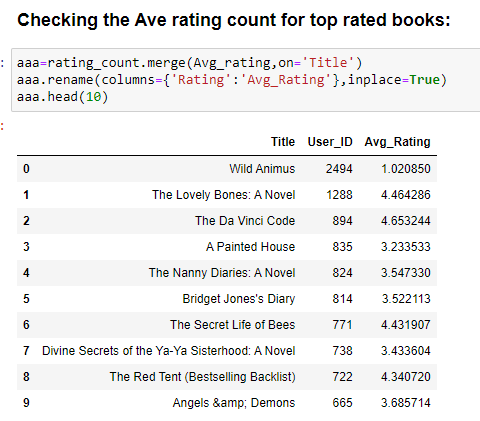 Checking the Ave rating count for top rated books:
: aaa=rating_count.merge(Avg_rating,on='Title')
aaa.rename(columns={'Rating':'Avg_Rating'},inplace=True)
aaa.head(10)
:
Title User_ID Avg_Rating
0 Wild Animus 2494 1.020850
1 The Lovely Bones: A Novel 1288 4.464286
2 The Da Vinci Code 894 4.653244
3 A Painted House 835 3.233533
4 The Nanny Diaries: A Novel 824 3.547330
5 Bridget Jones's Diary 814 3.522113
6 The Secret Life of Bees 771 4.431907
7 Divine Secrets of the Ya-Ya Sisterhood: A Novel 738 3.433604
8 The Red Tent (Bestselling Backlist) 722 4.340720
9 Angels &amp; Demons 665 3.685714